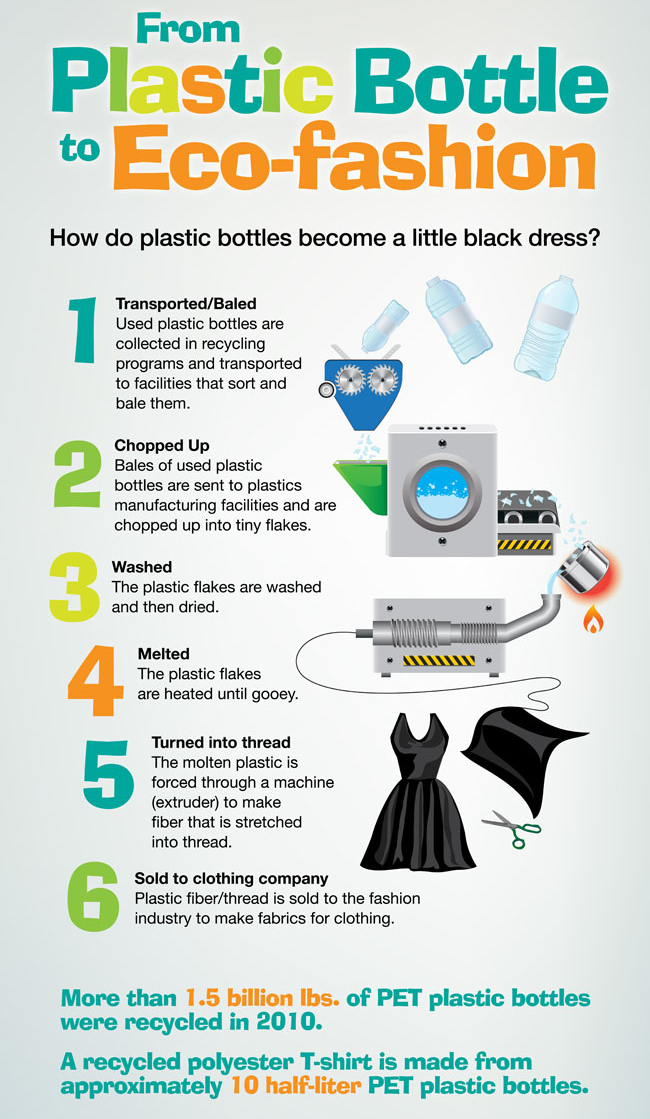 From
Plastic Bottle
to Eco-fashion
How do plastic bottles become a little black dress?
1
Transported/Baled
Used plastic bottles are
collected in recycling
programs and transported
to facilities that sort and
bale them.
2
Chopped Up
Bales of used plastic
bottles are sent to plastics
manufacturing facilities and are
chopped up into tiny flakes.
3
Washed
The plastic flakes are washed
and then dried.
4
Melted
The plastic flakes
are heated until gooey.
5
Turned into thread
The molten plastic is
forced through a machine
(extruder) to make
fiber that is stretched
into thread.
6
Sold to clothing company
Plastic fiber/thread is sold to the fashion
industry to make fabrics for clothing.
More than 1.5 billion lbs. of PET plastic bottles
were recycled in 2010.
A recycled polyester T-shirt is made from
approximately 10 half-liter PET plastic bottles.